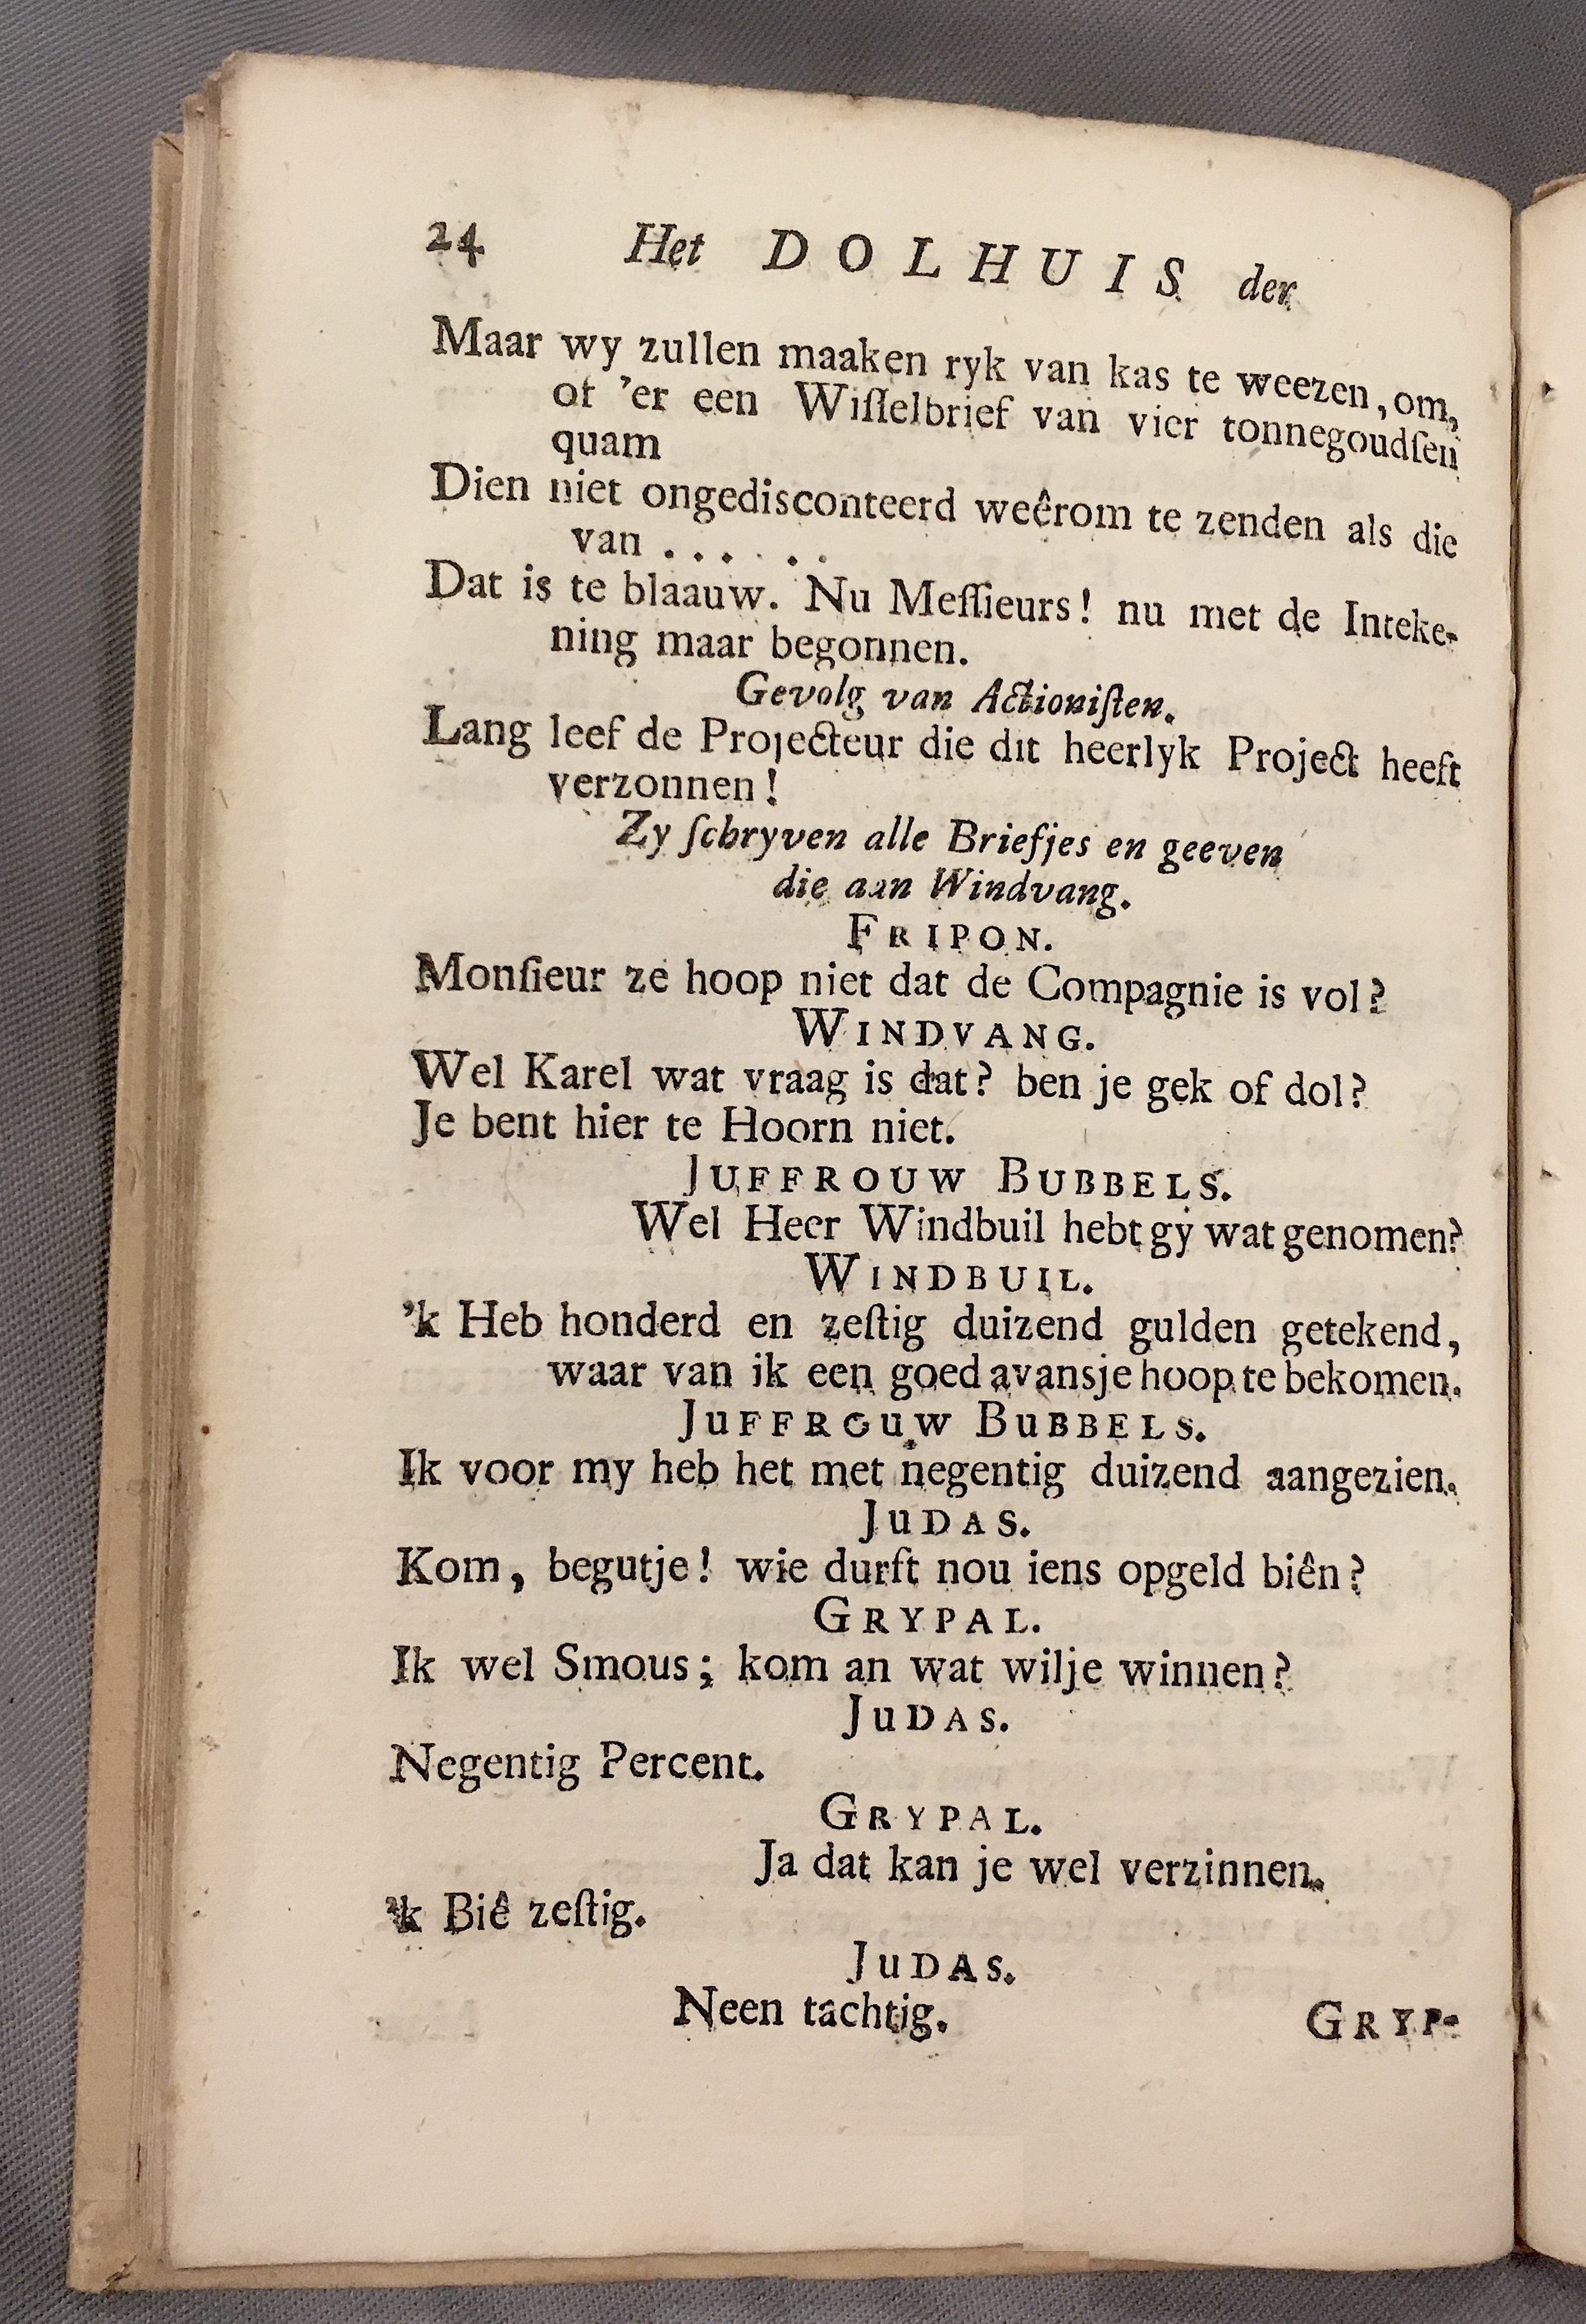 24 Het DOLHUIS der
Maar wy zullen maaken ryk van kas te weezen, om,
of 'er een Wiſſelbrief van vier tonnegoudſen
quam
Dien niet ongedisconteerd weêrom te zenden als die
van . . . . . .
Dat is te blaauw. Nu Meſſieurs! nu met de Inteke-
ning maar begonnen.
Gevolg van Actioniſten.
Lang leef de Projecteur die dit heerlyk Project heeft
verzonnen!
Zy ſchryven alle Briefjes en geeven
die aan Windvang.
FRIPON.
Monſieur ze hoop niet dat de Compagnie is vol?
WINDVANG.
Wel Karel wat vraag is dat? ben je gek of dol?
Je bent hier te Hoorn niet.
JUFFROUW BUBBELS.
Wel Heer Windbuil hebt gy wat genomen?
WINDBUIL.
'k Heb honderd en zeſtig duizend gulden getekend,
waar van ik een goed avansje hoop te bekomen.
JUFFROUW BUBBELS.
Ik voor my heb het met negentig duizend aangezien.
JUDAS.
Kom, begutje! wie durft nou iens opgeld biên?
GRYPAL.
Ik wel Smous; kom an wat wilje winnen?
JUDAS.
Negentig Percent.
GRYPAL.
Ja dat kan je wel verzinnen.
'k Biê zeſtig.
JUDAS.
Neen tachtig.
GRYP-